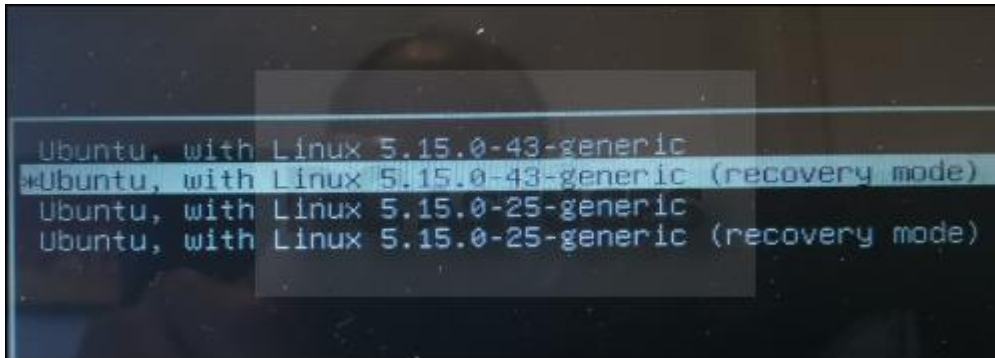 Ubuntu, with Linux 5.15.0-43-generic
*Ubuntu, with Linux 5.15.0-43-generic (recovery mode)
Ubuntu, with Linux 5.15.0-25-generic
Ubuntu, with Linux 5.15.0-25-generic (recovery mode)